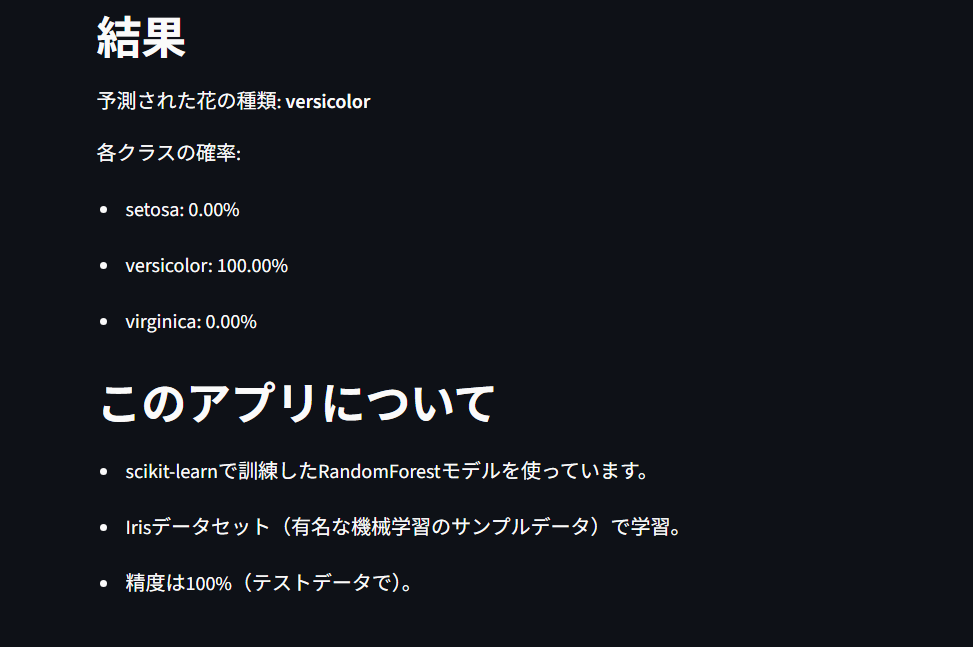 結果
予測された花の種類: versicolor
各クラスの確率:
setosa: 0.00%
versicolor: 100.00%
virginica: 0.00%
このアプリについて
scikit-learnで訓練したRandomForestモデルを使っています。
Irisデータセット（有名な機械学習のサンプルデータ）で学習。
精度は100%（テストデータで）。